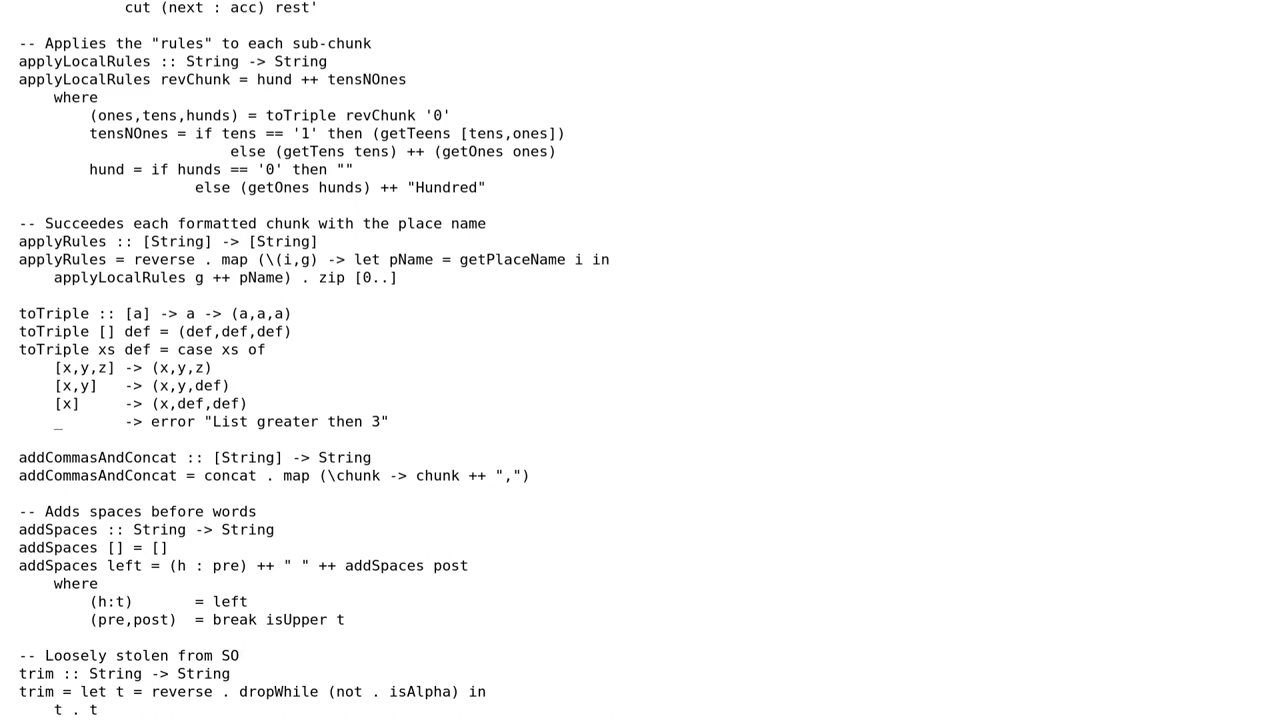 cut (next : acc) rest'
-- Applies the "rules" to each sub-chunk
applyLocalRules :: String -> String
applyLocalRules revChunk = hund ++ tensNOnes
    where
        (ones,tens,hunds) = toTriple revChunk '0'
        tensNOnes = if tens == '1' then (getTeens [tens,ones])
                        else (getTens tens) ++ (getOnes ones)
        hund = if hunds == '0' then ""
                    else (getOnes hunds) ++ "Hundred"
-- Succeedes each formatted chunk with the place name
applyRules :: [String] -> [String]
applyRules = reverse . map (\(i,g) -> let pName = getPlaceName i in
    applyLocalRules g ++ pName) . zip [0..]
toTriple :: [a] -> a -> (a,a,a)
toTriple [] def = (def,def,def)
toTriple xs def = case xs of
    [x,y,z] -> (x,y,z)
    [x,y]   -> (x,y,def)
    [x]     -> (x,def,def)
    _       -> error "List greater then 3"
addCommasAndConcat :: [String] -> String
addCommasAndConcat = concat . map (\chunk -> chunk ++ ",")
-- Adds spaces before words
addSpaces :: String -> String
addSpaces [] = []
addSpaces left = (h : pre) ++ " " ++ addSpaces post
    where
        (h:t)       = left
        (pre,post)  = break isUpper t
-- Loosely stolen from SO
trim :: String -> String
trim = let t = reverse . dropWhile (not . isAlpha) in
    t . t